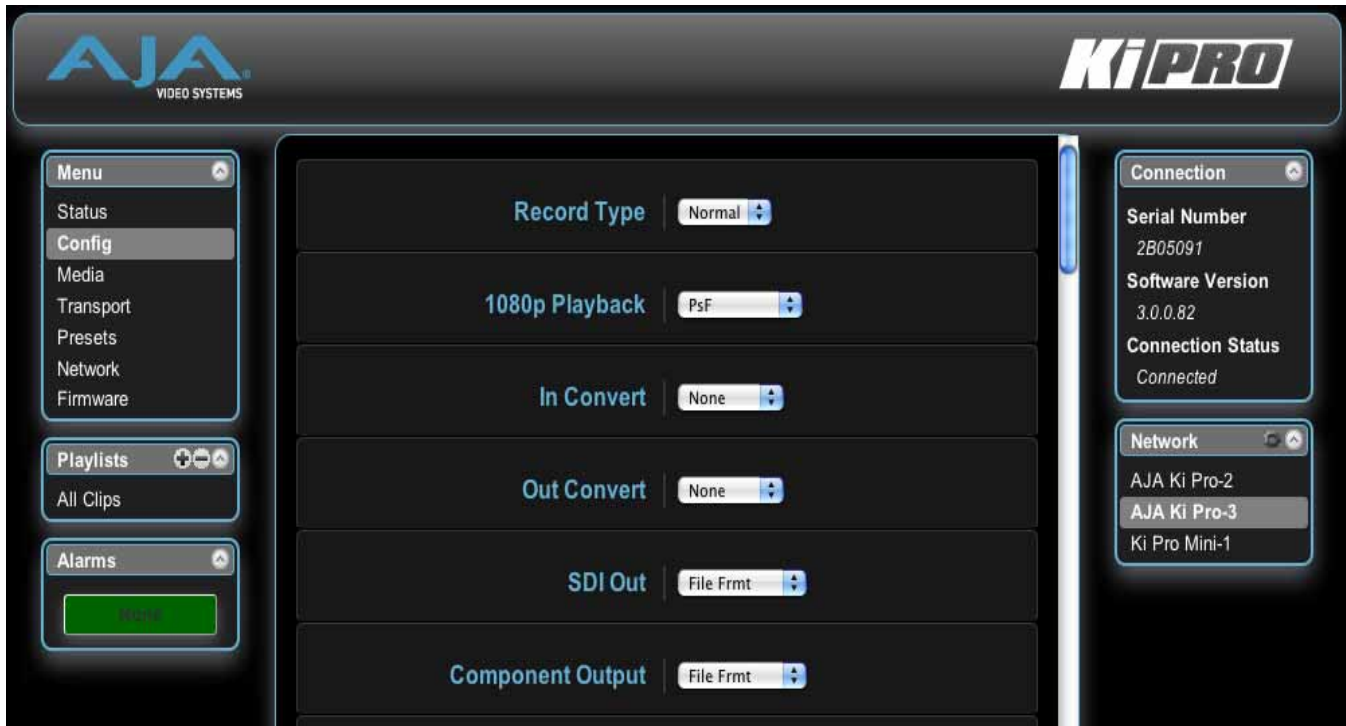 AJA
VIDEO SYSTEMS
Ki PRO
Menu
Status
Config
Media
Transport
Presets
Network
Firmware
Playlists
All Clips
Alarms
None
Record Type Normal
1080p Playback PsF
In Convert None
Out Convert None
SDI Out File Frmt
Component Output File Frmt
Connection
Serial Number
2B05091
Software Version
3.0.0.82
Connection Status
Connected
Network
AJA Ki Pro-2
AJA Ki Pro-3
Ki Pro Mini-1